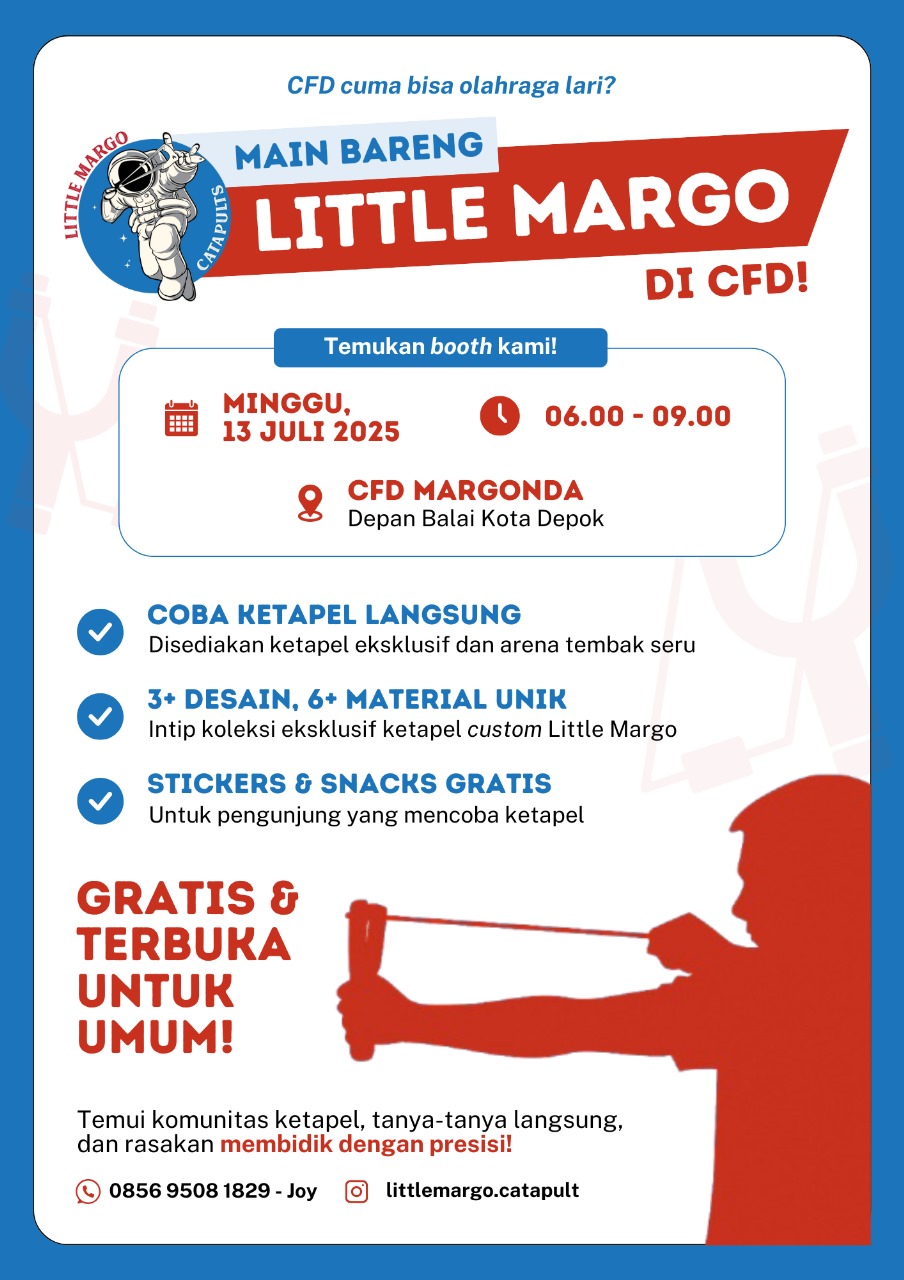 CFD cuma bisa olahraga lari?
LITTLE MARGO
CATAPULTS
MAIN BARENG
LITTLE MARGO
DI CFD!
Temukan booth kami!
MINGGU,
13 JULI 2025
06.00 - 09.00
CFD MARGONDA
Depan Balai Kota Depok
COBA KETAPEL LANGSUNG
Disediakan ketapel eksklusif dan arena tembak seru
3+ DESAIN, 6+ MATERIAL UNIK
Intip koleksi eksklusif ketapel custom Little Margo
STICKERS & SNACKS GRATIS
Untuk pengunjung yang mencoba ketapel
GRATIS &
TERBUKA
UNTUK
UMUM!
Temui komunitas ketapel, tanya-tanya langsung,
dan rasakan membidik dengan presisi!
0856 9508 1829 - Joy
littlemargo.catapult